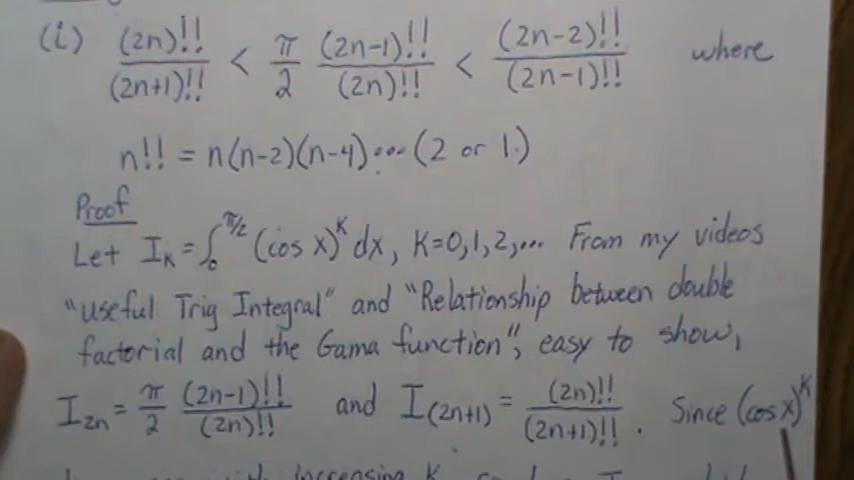 (i) (2n)!!/(2n+1)!! < π/2 (2n-1)!!/(2n)!! < (2n-2)!!/(2n-1)!! where
n!! = n(n-2)(n-4)...(2 or 1)
Proof
Let I_K = ∫_0^{π/2} (cos x)^K dx, K=0,1,2,... From my videos
"useful Trig Integral" and "Relationship between double
factorial and the Gama function", easy to show,
I_{2n} = π/2 (2n-1)!!/(2n)!! and I_{(2n+1)} = (2n)!!/(2n+1)!!. Since (cos x)^K
with increasing K